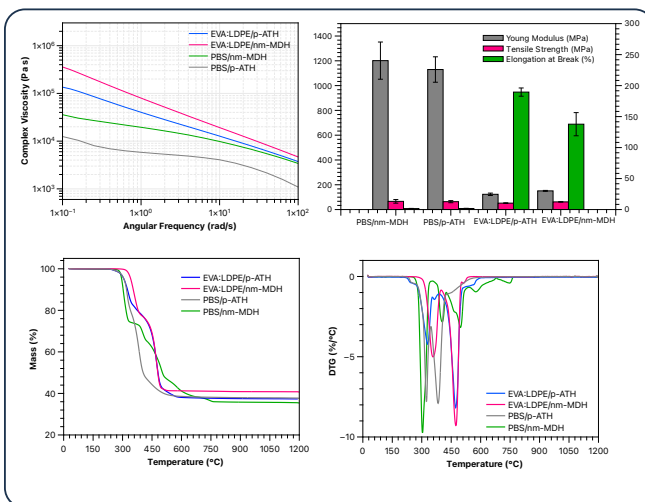 Complex Viscosity (Pa s)
1×10⁶
1×10⁵
1×10⁴
1×10³
1×10⁻¹
1×10⁰
1×10¹
1×10²
Angular Frequency (rad/s)
EVA:LDPE/p-ATH
EVA:LDPE/nm-MDH
PBS/nm-MDH
PBS/p-ATH
1400
1200
1000
800
600
400
200
0
300
250
200
150
100
50
0
Young Modulus (MPa)
Tensile Strength (MPa)
Elongation at Break (%)
PBS/nm-MDH
PBS/p-ATH
EVA:LDPE/p-ATH
EVA:LDPE/nm-MDH
Mass (%)
100
80
60
40
20
0
150
300
450
600
750
900
1050
1200
Temperature (°C)
EVA:LDPE/p-ATH
EVA:LDPE/nm-MDH
PBS/p-ATH
PBS/nm-MDH
DTG (%/°C)
0
−5
−10
0
150
300
450
600
750
900
1050
1200
Temperature (°C)
EVA:LDPE/p-ATH
EVA:LDPE/nm-MDH
PBS/p-ATH
PBS/nm-MDH